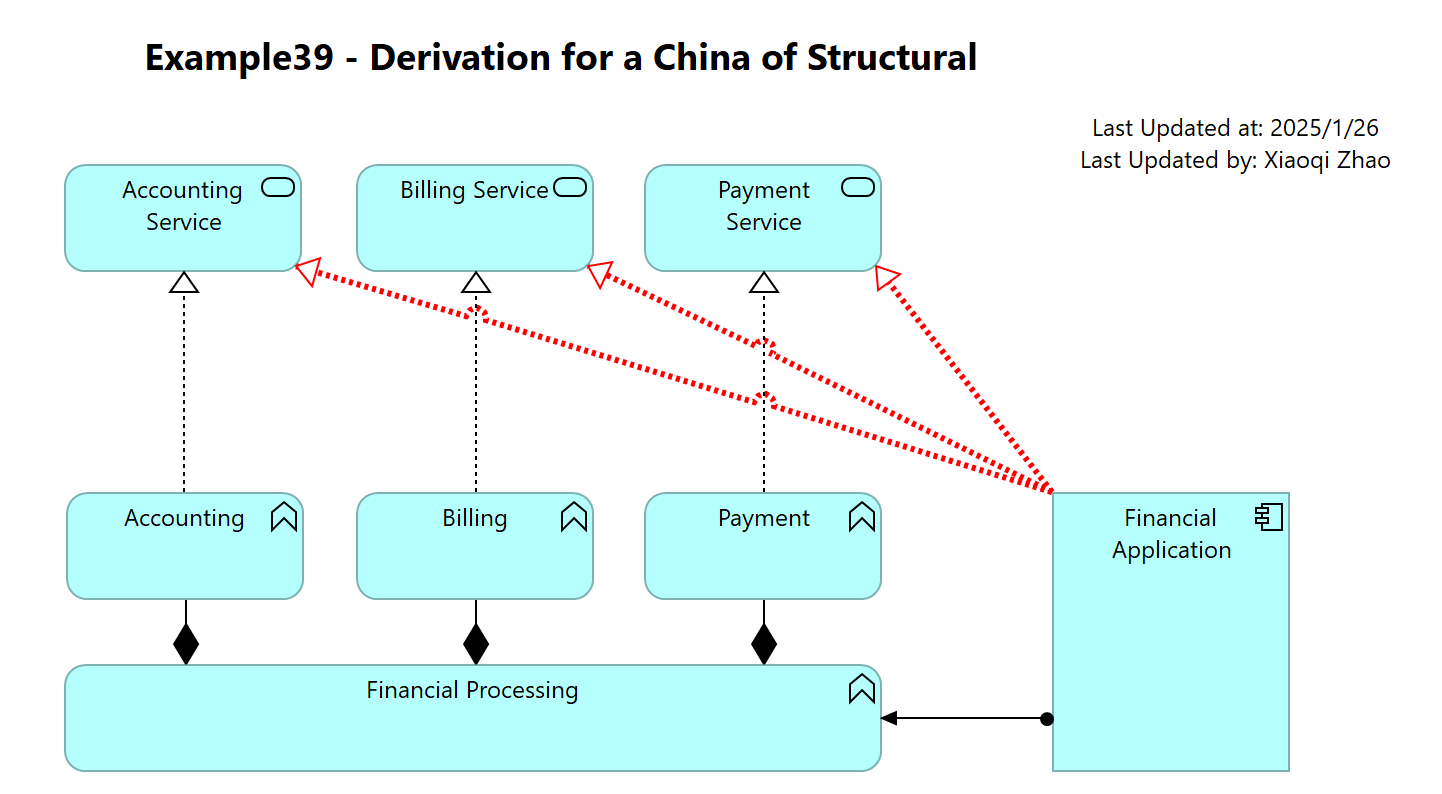 Example39 - Derivation for a China of Structural
Last Updated at: 2025/1/26
Last Updated by: Xiaoqi Zhao
Accounting
Service
Billing Service
Payment
Service
Accounting
Billing
Payment
Financial
Application
Financial Processing